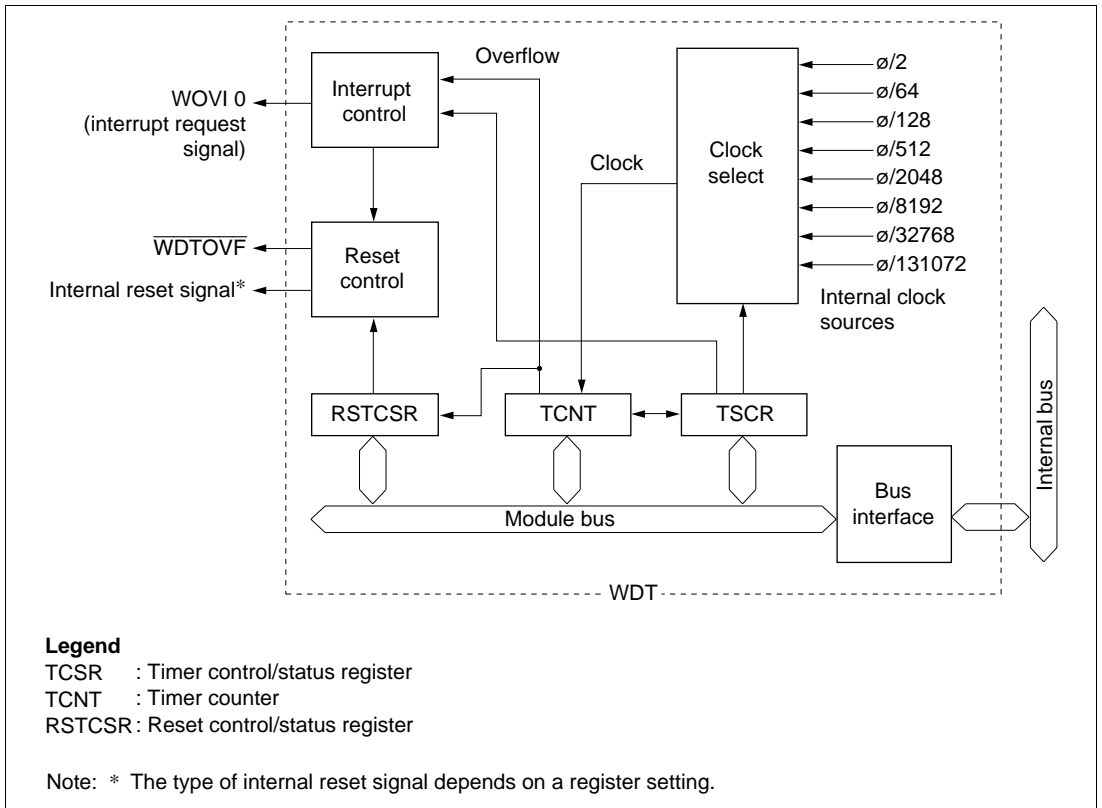 Overflow
Interrupt
control
WOVI 0
(interrupt request
signal)
Clock
Clock
select
ø/2
ø/64
ø/128
ø/512
ø/2048
ø/8192
ø/32768
ø/131072
Internal clock
sources
WDTOVF
Internal reset signal*
Reset
control
RSTCSR
TCNT
TSCR
Module bus
Bus
interface
Internal bus
WDT
Legend
TCSR : Timer control/status register
TCNT : Timer counter
RSTCSR : Reset control/status register
Note: * The type of internal reset signal depends on a register setting.